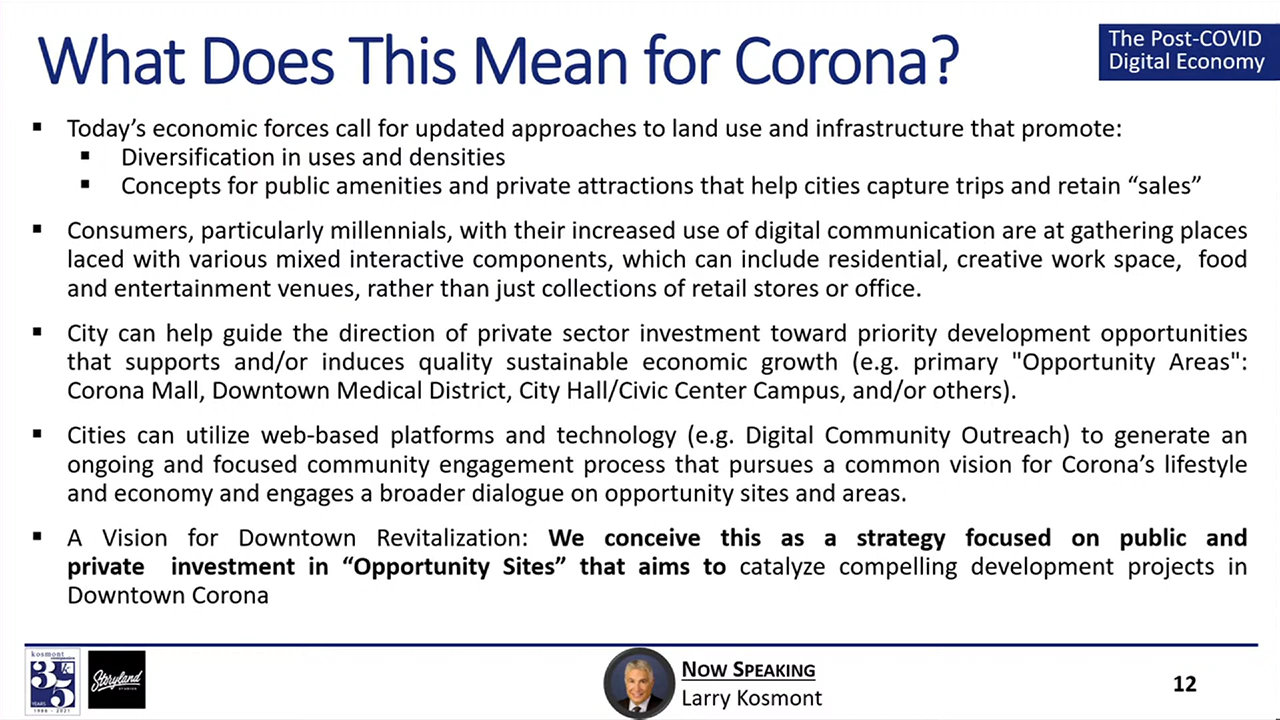 What Does This Mean for Corona?
The Post-COVID
Digital Economy
▪ Today’s economic forces call for updated approaches to land use and infrastructure that promote:
▪ Diversification in uses and densities
▪ Concepts for public amenities and private attractions that help cities capture trips and retain “sales”
▪ Consumers, particularly millennials, with their increased use of digital communication are at gathering places
laced with various mixed interactive components, which can include residential, creative work space, food
and entertainment venues, rather than just collections of retail stores or office.
▪ City can help guide the direction of private sector investment toward priority development opportunities
that supports and/or induces quality sustainable economic growth (e.g. primary "Opportunity Areas":
Corona Mall, Downtown Medical District, City Hall/Civic Center Campus, and/or others).
▪ Cities can utilize web-based platforms and technology (e.g. Digital Community Outreach) to generate an
ongoing and focused community engagement process that pursues a common vision for Corona’s lifestyle
and economy and engages a broader dialogue on opportunity sites and areas.
▪ A Vision for Downtown Revitalization: We conceive this as a strategy focused on public and
private investment in “Opportunity Sites” that aims to catalyze compelling development projects in
Downtown Corona
kosmont companies
35
YEARS
1986 - 2021
Storyland
STUDIOS
NOW SPEAKING
Larry Kosmont
12